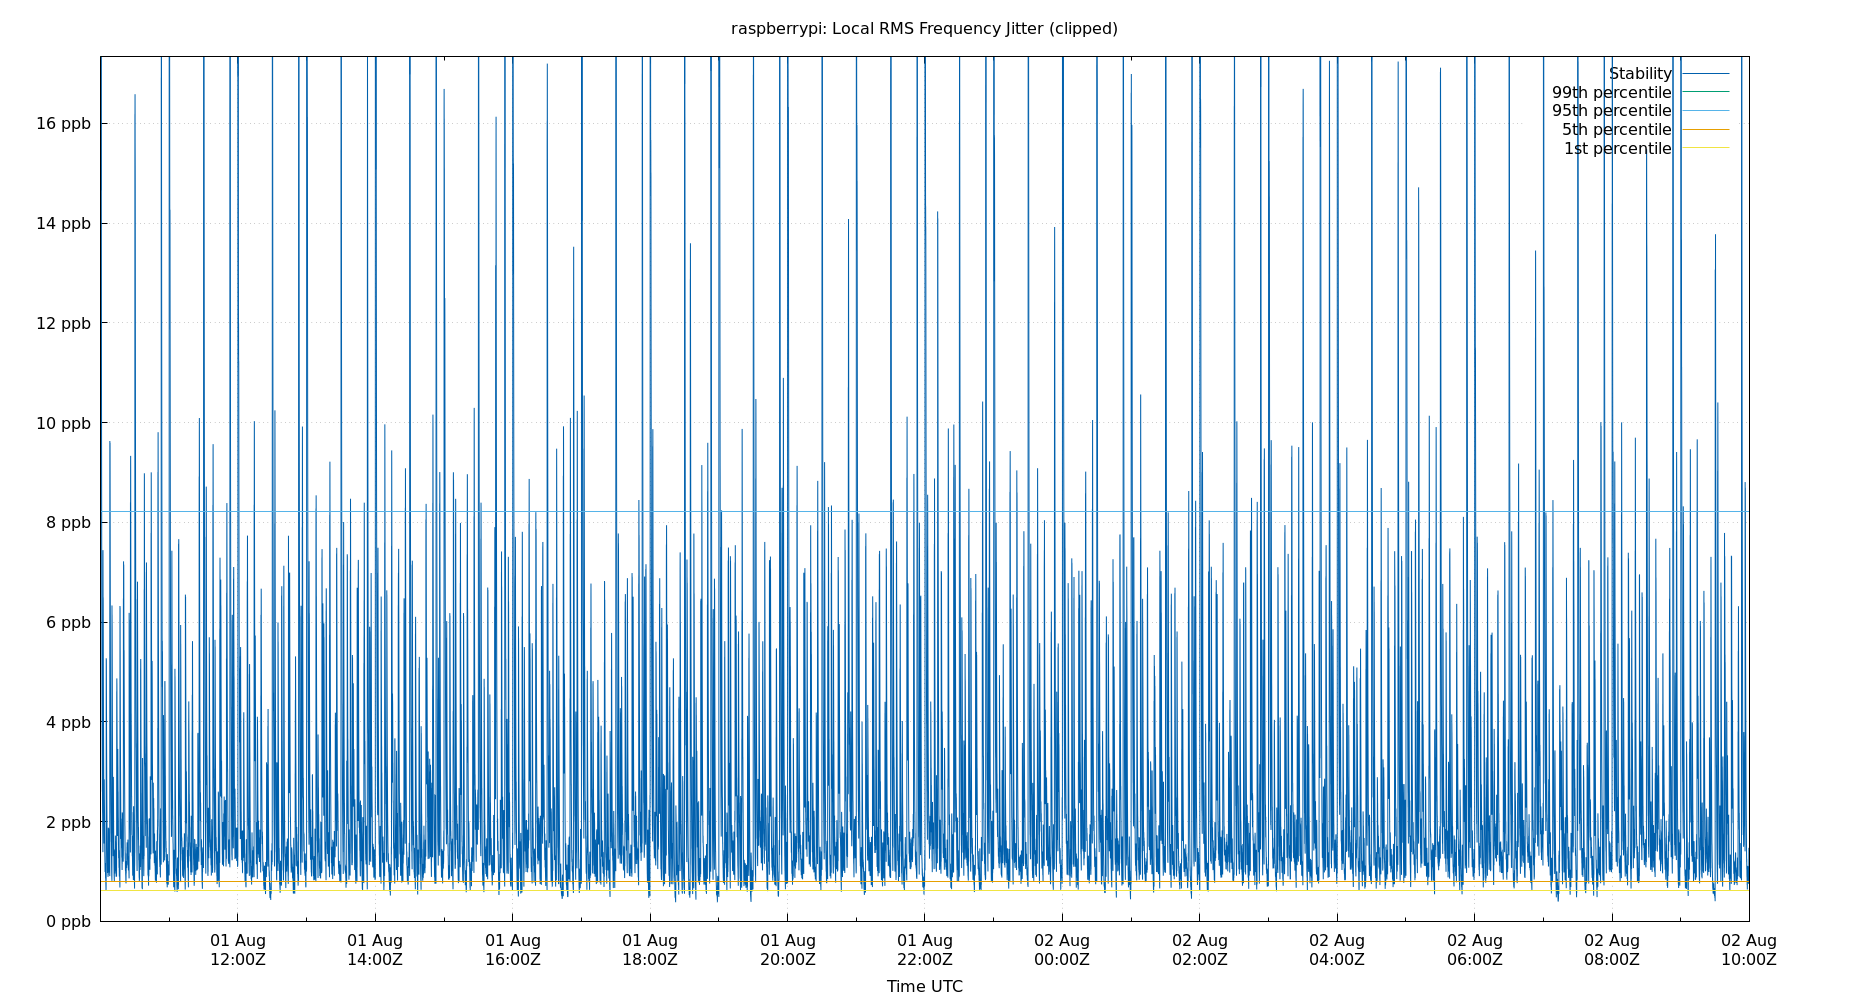 raspberrypi: Local RMS Frequency Jitter (clipped)
Stability
99th percentile
95th percentile
5th percentile
1st percentile
16 ppb
14 ppb
12 ppb
10 ppb
8 ppb
6 ppb
4 ppb
2 ppb
0 ppb
01 Aug 01 Aug 01 Aug 01 Aug 01 Aug 01 Aug 02 Aug 02 Aug 02 Aug 02 Aug 02 Aug 02 Aug
12:00Z 14:00Z 16:00Z 18:00Z 20:00Z 22:00Z 00:00Z 02:00Z 04:00Z 06:00Z 08:00Z 10:00Z
Time UTC